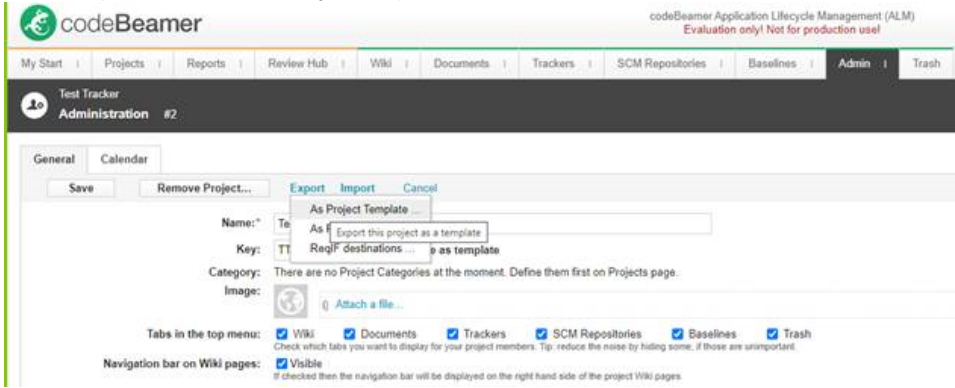 codeBeamer
codeBeamer Application Lifecycle Management (ALM)
Evaluation only! Not for production use!
My Start Projects Reports Review Hub Wiki Documents Trackers SCM Repositories Baselines Admin Trash
Test Tracker
Administration #2
General Calendar
Save Remove Project... Export Import Cancel
As Project Template ...
Name:* Te
As
Export this project as a template
Key: TT ReqIF destinations ... e as template
Category: There are no Project Categories at the moment. Define them first on Projects page.
Image:
Attach a file...
Tabs in the top menu: Wiki Documents Trackers SCM Repositories Baselines Trash
Check which tabs you want to display for your project members. Tip: reduce the noise by hiding some, if those are unimportant.
Navigation bar on Wiki pages: Visible
If checked then the navigation bar will be displayed on the right hand side of the project Wiki pages